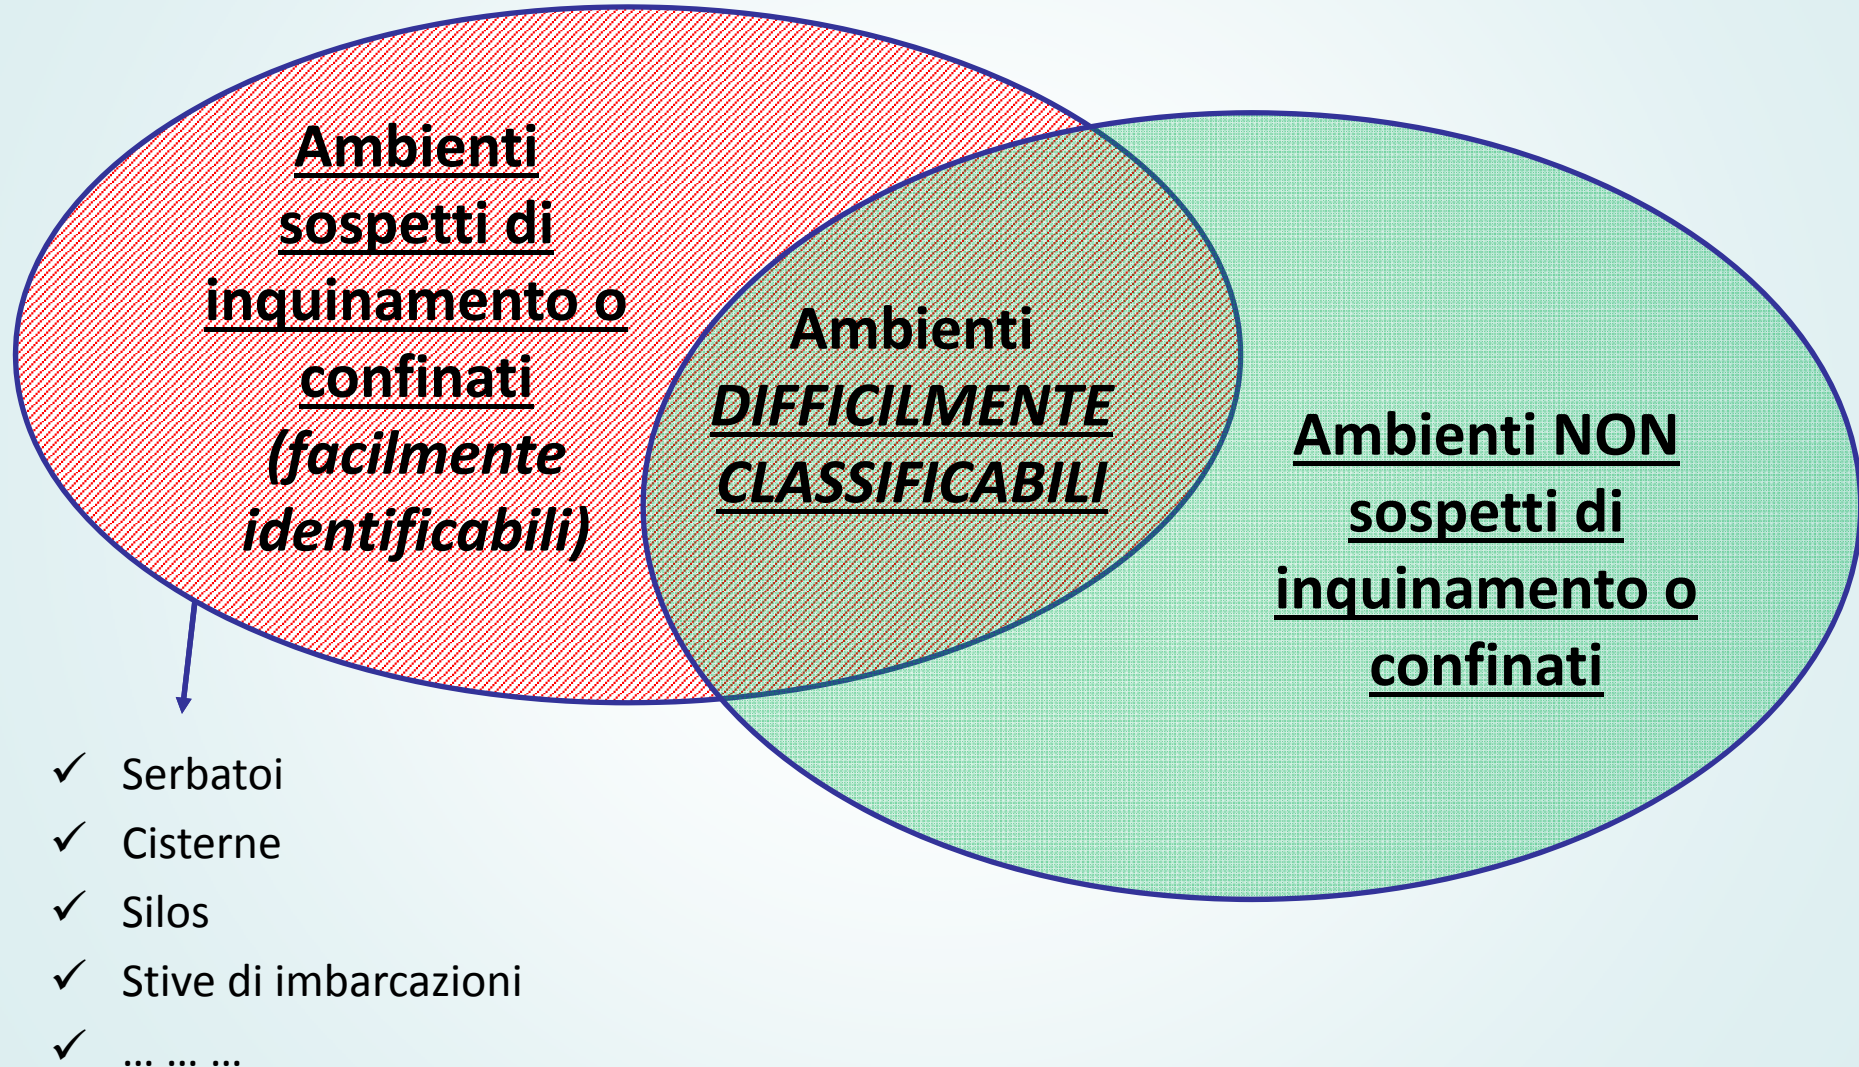 Ambienti
sospetti di
inquinamento o
confinati
(facilmente
identificabili)
Ambienti
DIFFICILMENTE
CLASSIFICABILI
Ambienti NON
sospetti di
inquinamento o
confinati
✓ Serbatoi
✓ Cisterne
✓ Silos
✓ Stive di imbarcazioni
✓ ... ... ...